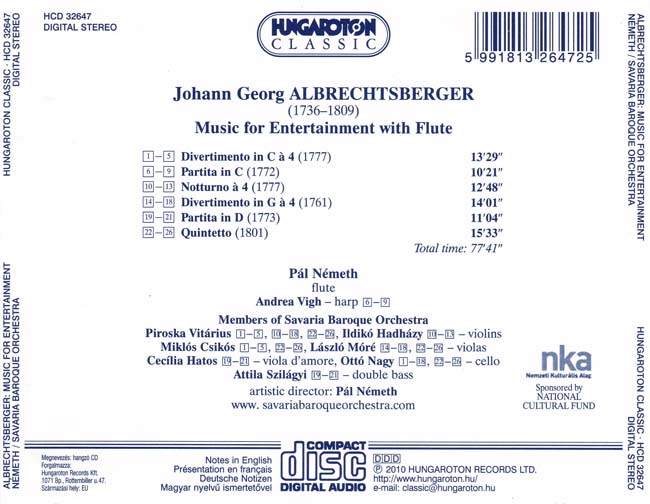 HCD 32647
DIGITAL STEREO
HUNGAROTON
CLASSIC
5 991813 264725
HUNGAROTON CLASSIC · HCD 32647
DIGITAL STEREO
ALBRECHTSBERGER: MUSIC FOR ENTERTAINMENT
NÉMETH / SAVARIA BAROQUE ORCHESTRA
Johann Georg ALBRECHTSBERGER
(1736–1809)
Music for Entertainment with Flute
1 – 5 Divertimento in C à 4 (1777) 13'29"
6 – 9 Partita in C (1772) 10'21"
10 – 13 Notturno à 4 (1777) 12'48"
14 – 18 Divertimento in G à 4 (1761) 14'01"
19 – 21 Partita in D (1773) 11'04"
22 – 26 Quintetto (1801) 15'33"
Total time: 77'41"
Pál Németh
flute
Andrea Vigh – harp 6 – 9
Members of Savaria Baroque Orchestra
Piroska Vitárius 1 – 5, 10 – 18, 22 – 26, Ildikó Hadházy 10 – 13 – violins
Miklós Csikós 1 – 5, 22 – 26, László Móré 14 – 18, 22 – 26 – violas
Cecília Hatos 19 – 21 – viola d'amore, Ottó Nagy 1 – 18, 22 – 26 – cello
Attila Szilágyi 19 – 21 – double bass
artistic director: Pál Németh
www. savariabaroqueorchestra.com
nka
Nemzeti Kulturális Alap
Sponsored by
NATIONAL
CULTURAL FUND
ALBRECHTSBERGER: MUSIC FOR ENTERTAINMENT
NÉMETH / SAVARIA BAROQUE ORCHESTRA
HUNGAROTON CLASSIC · HCD 32647
DIGITAL STEREO
Megnevezés: hangzó CD
Forgalmazza:
Hungaroton Records Kft.
1071 Bp., Rottenbiller u. 47.
Származási hely: EU
Notes in English
Présentation en français
Deutsche Notizen
Magyar nyelvű ismertetővel
COMPACT
disc
DIGITAL AUDIO
DDD
℗ 2010 HUNGAROTON RECORDS LTD.
http://www.hungaroton.hu/
e-mail: classic@hungaroton.hu